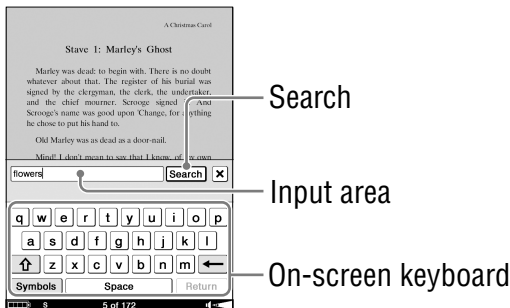 A Christmas Carol
Stave 1: Marley's Ghost
Marley was dead: to begin with. There is no doubt
whatever about that. The register of his burial was
signed by the clergyman, the clerk, the undertaker,
and the chief mourner. Scrooge signed And
Scrooge's name was good upon 'Change, for anything
he chose to put his hand to.
Old Marley was as dead as a door-nail.
Mind! I don't mean to say that I know, of my own
flowers
Search
q w e r t y u i o p
a s d f g h j k l
z x c v b n m
Symbols Space Return
S 5 of 172
Search
Input area
On-screen keyboard